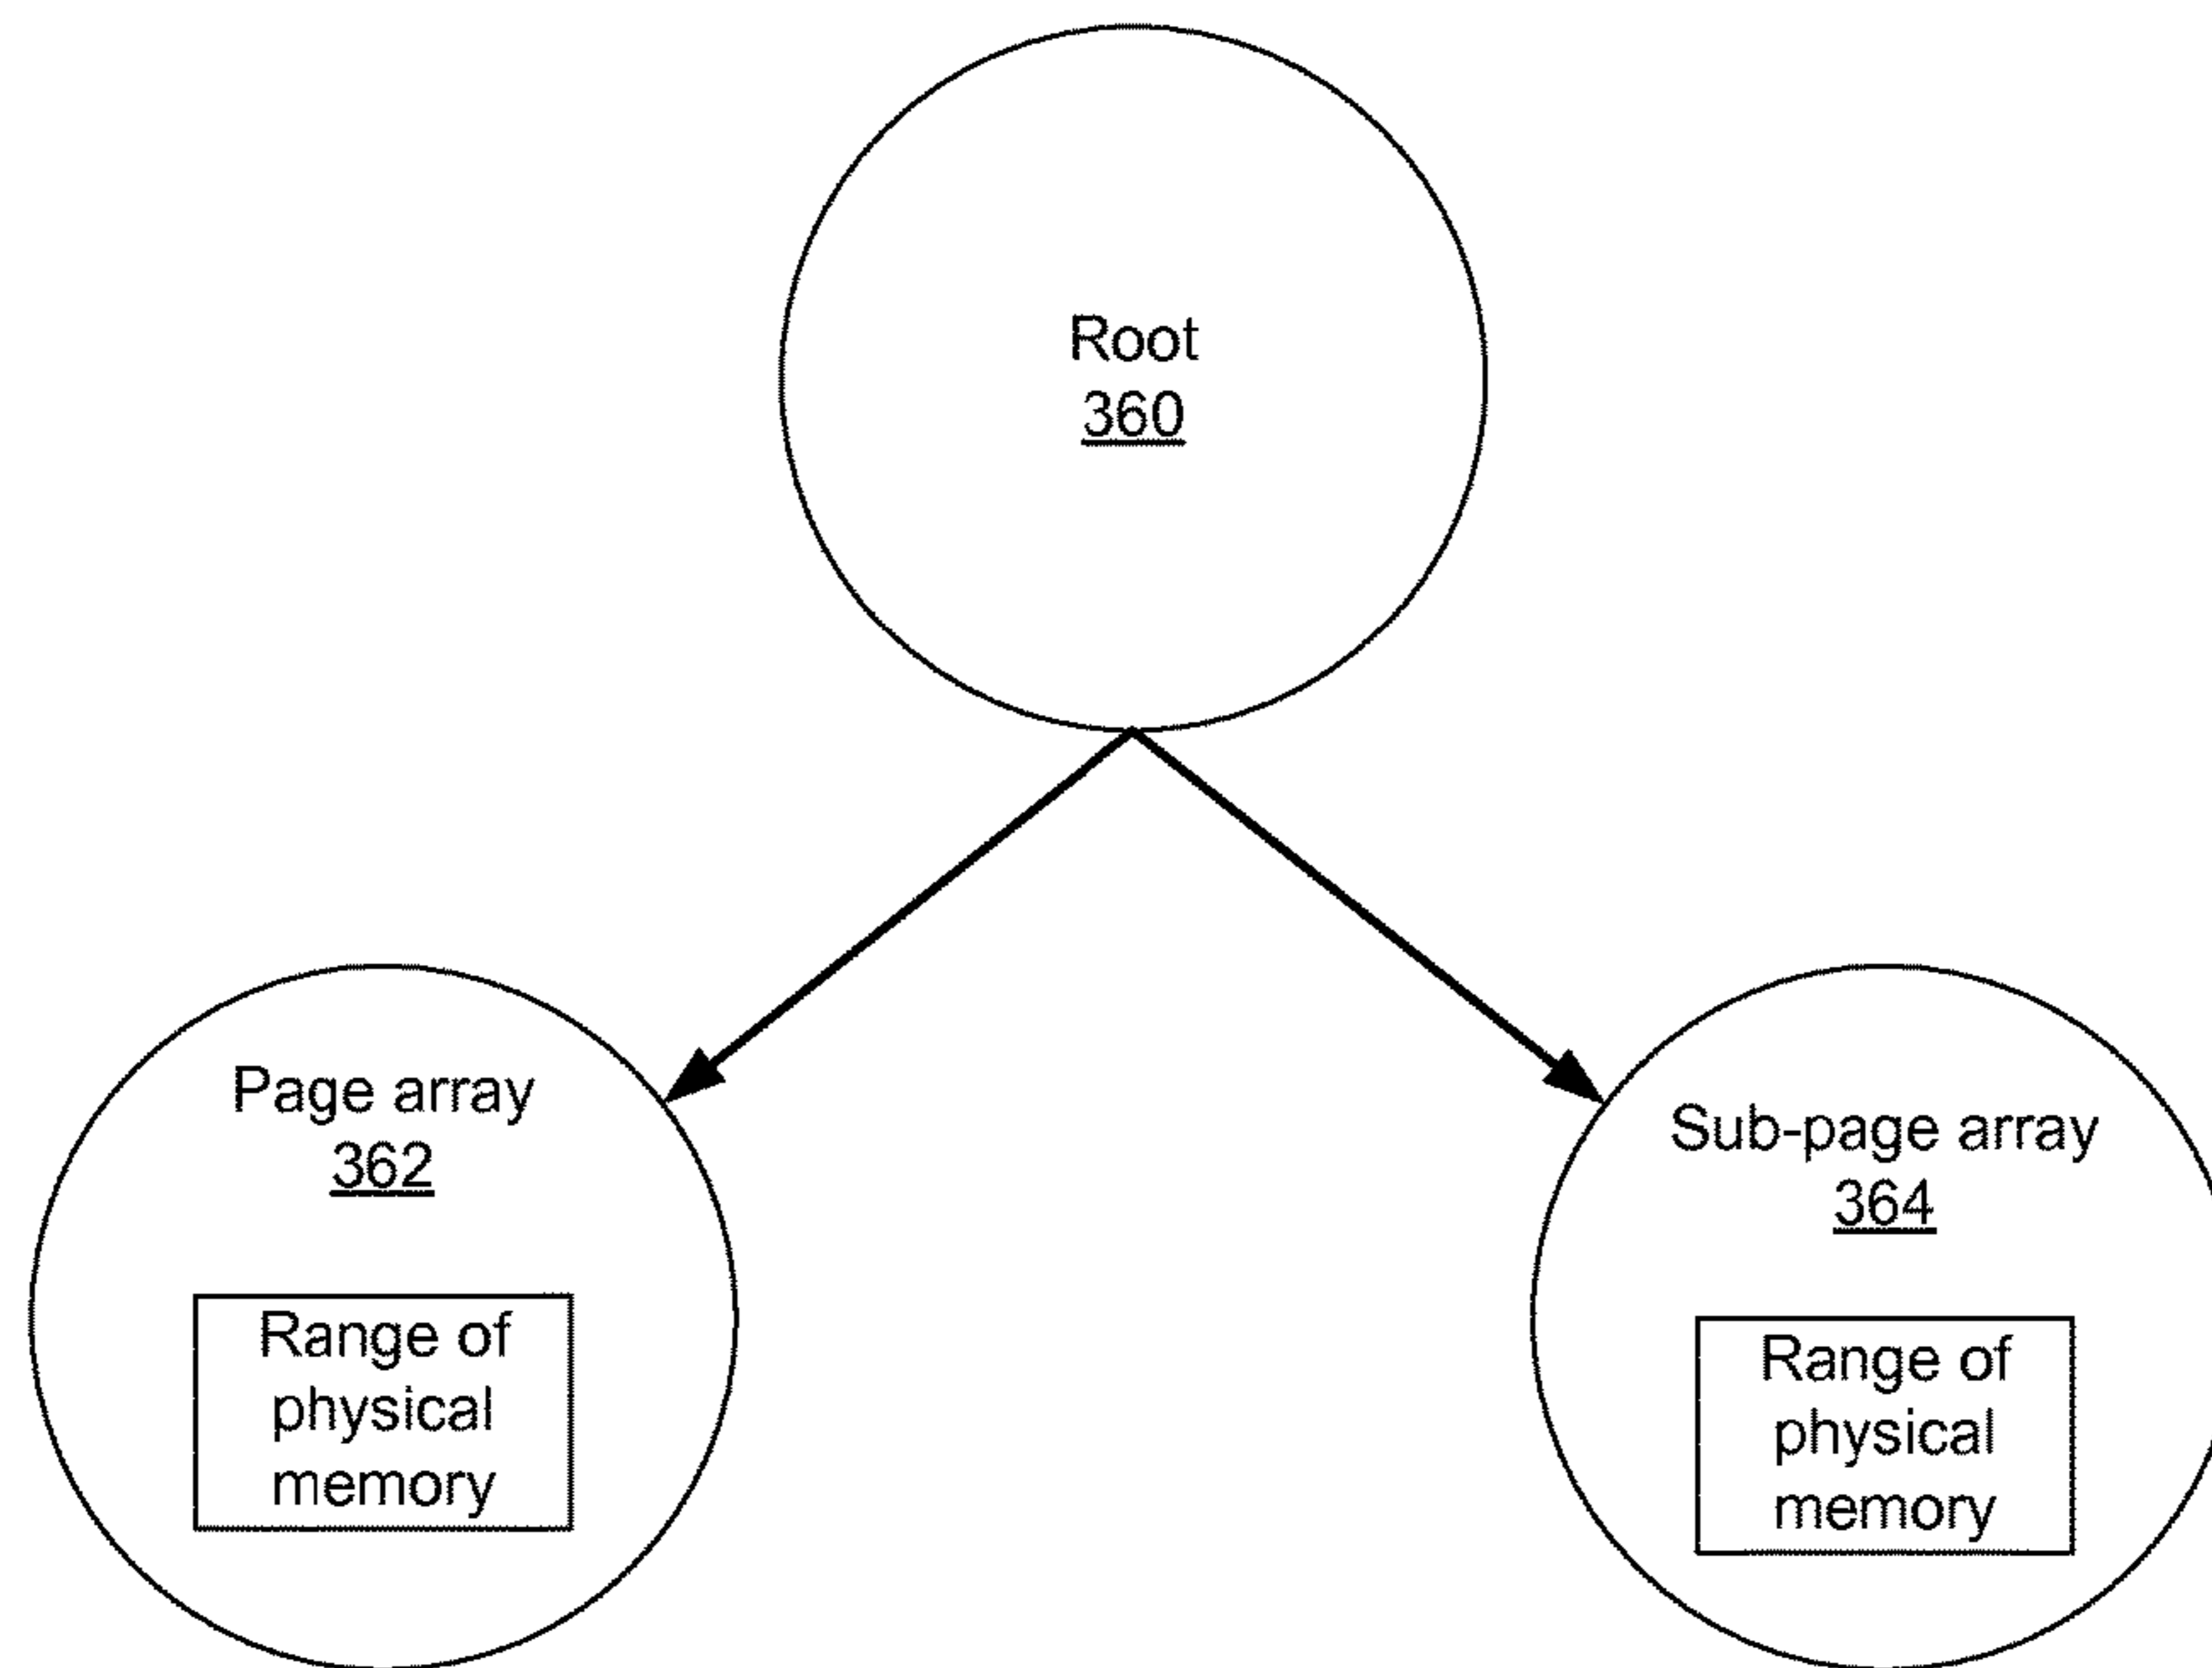 Root
360
Page array
362
Range of
physical
memory
Sub-page array
364
Range of
physical
memory